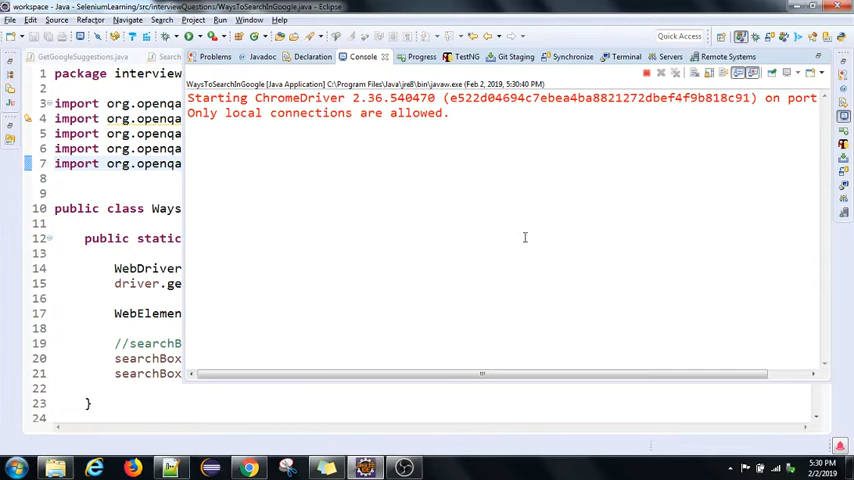 workspace - Java - SeleniumLearning/src/interviewQuestions/WaysToSearchInGoogle.java - Eclipse
File Edit Source Refactor Navigate Search Project Run Window Help
Quick Access
GetGoogleSuggestions.java Search
Problems Javadoc Declaration Console Progress TestNG Git Staging Synchronize Terminal Servers Remote Systems
WaysToSearchInGoogle [Java Application] C:\Program Files\Java\jre8\bin\javaw.exe (Feb 2, 2019, 5:30:40 PM)
Starting ChromeDriver 2.36.540470 (e522d04694c7ebea4ba8821272dbef4f9b818c91) on port
Only local connections are allowed.
1 package interview
2
3 import org.openqa
4 import org.openqa
5 import org.openqa
6 import org.openqa
7 import org.openqa
8
9
10 public class Ways
11
12 public static
13
14 WebDriver
15 driver.ge
16
17 WebElemen
18
19 //searchB
20 searchBox
21 searchBox
22
23 }
24
5:30 PM
2/2/2019